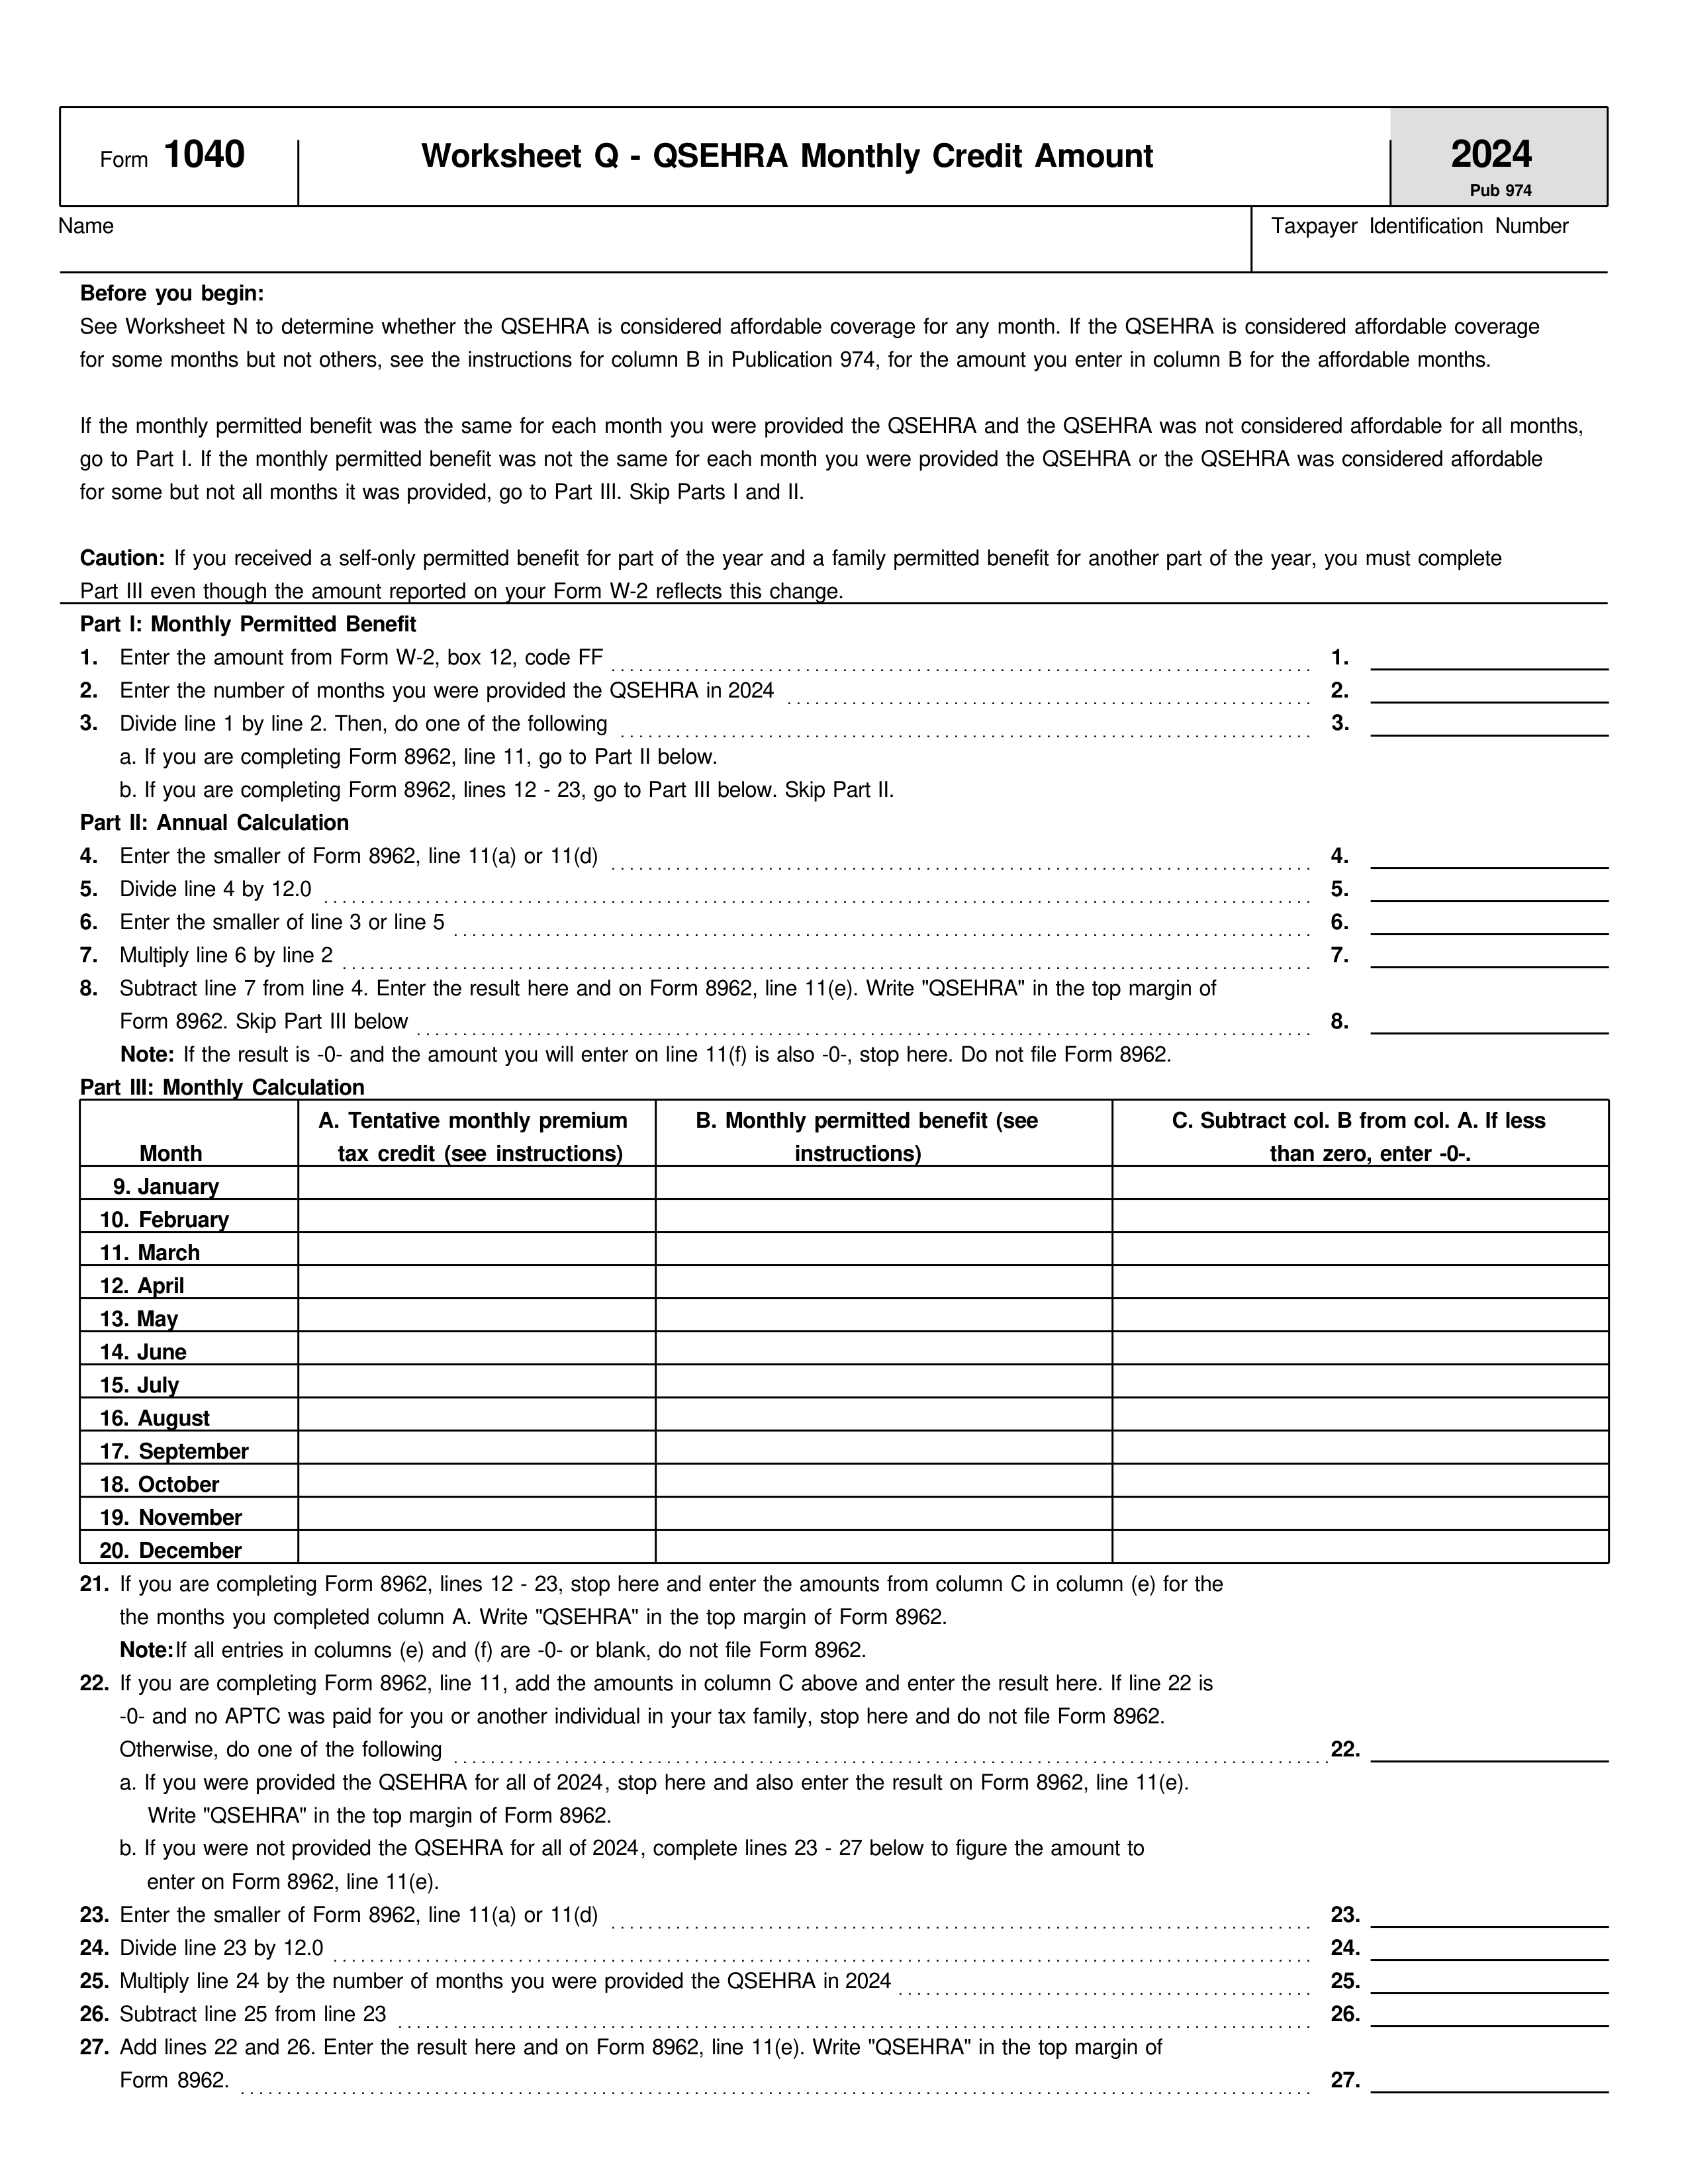 Form 1040
Worksheet Q - QSEHRA Monthly Credit Amount
2024
Pub 974
Name
Taxpayer Identification Number
Before you begin:
See Worksheet N to determine whether the QSEHRA is considered affordable coverage for any month. If the QSEHRA is considered affordable coverage
for some months but not others, see the instructions for column B in Publication 974, for the amount you enter in column B for the affordable months.
If the monthly permitted benefit was the same for each month you were provided the QSEHRA and the QSEHRA was not considered affordable for all months,
go to Part I. If the monthly permitted benefit was not the same for each month you were provided the QSEHRA or the QSEHRA was considered affordable
for some but not all months it was provided, go to Part III. Skip Parts I and II.
Caution: If you received a self-only permitted benefit for part of the year and a family permitted benefit for another part of the year, you must complete
Part III even though the amount reported on your Form W-2 reflects this change.
Part I: Monthly Permitted Benefit
1. Enter the amount from Form W-2, box 12, code FF 1.
2. Enter the number of months you were provided the QSEHRA in 2024 2.
3. Divide line 1 by line 2. Then, do one of the following 3.
a. If you are completing Form 8962, line 11, go to Part II below.
b. If you are completing Form 8962, lines 12 - 23, go to Part III below. Skip Part II.
Part II: Annual Calculation
4. Enter the smaller of Form 8962, line 11(a) or 11(d) 4.
5. Divide line 4 by 12.0 5.
6. Enter the smaller of line 3 or line 5 6.
7. Multiply line 6 by line 2 7.
8. Subtract line 7 from line 4. Enter the result here and on Form 8962, line 11(e). Write "QSEHRA" in the top margin of
Form 8962. Skip Part III below 8.
Note: If the result is -0- and the amount you will enter on line 11(f) is also -0-, stop here. Do not file Form 8962.
Part III: Monthly Calculation
Month
A. Tentative monthly premium
tax credit (see instructions)
B. Monthly permitted benefit (see
instructions)
C. Subtract col. B from col. A. If less
than zero, enter -0-.
9. January
10. February
11. March
12. April
13. May
14. June
15. July
16. August
17. September
18. October
19. November
20. December
21. If you are completing Form 8962, lines 12 - 23, stop here and enter the amounts from column C in column (e) for the
the months you completed column A. Write "QSEHRA" in the top margin of Form 8962.
Note: If all entries in columns (e) and (f) are -0- or blank, do not file Form 8962.
22. If you are completing Form 8962, line 11, add the amounts in column C above and enter the result here. If line 22 is
-0- and no APTC was paid for you or another individual in your tax family, stop here and do not file Form 8962.
Otherwise, do one of the following 22.
a. If you were provided the QSEHRA for all of 2024, stop here and also enter the result on Form 8962, line 11(e).
Write "QSEHRA" in the top margin of Form 8962.
b. If you were not provided the QSEHRA for all of 2024, complete lines 23 - 27 below to figure the amount to
enter on Form 8962, line 11(e).
23. Enter the smaller of Form 8962, line 11(a) or 11(d) 23.
24. Divide line 23 by 12.0 24.
25. Multiply line 24 by the number of months you were provided the QSEHRA in 2024 25.
26. Subtract line 25 from line 23 26.
27. Add lines 22 and 26. Enter the result here and on Form 8962, line 11(e). Write "QSEHRA" in the top margin of
Form 8962. 27.